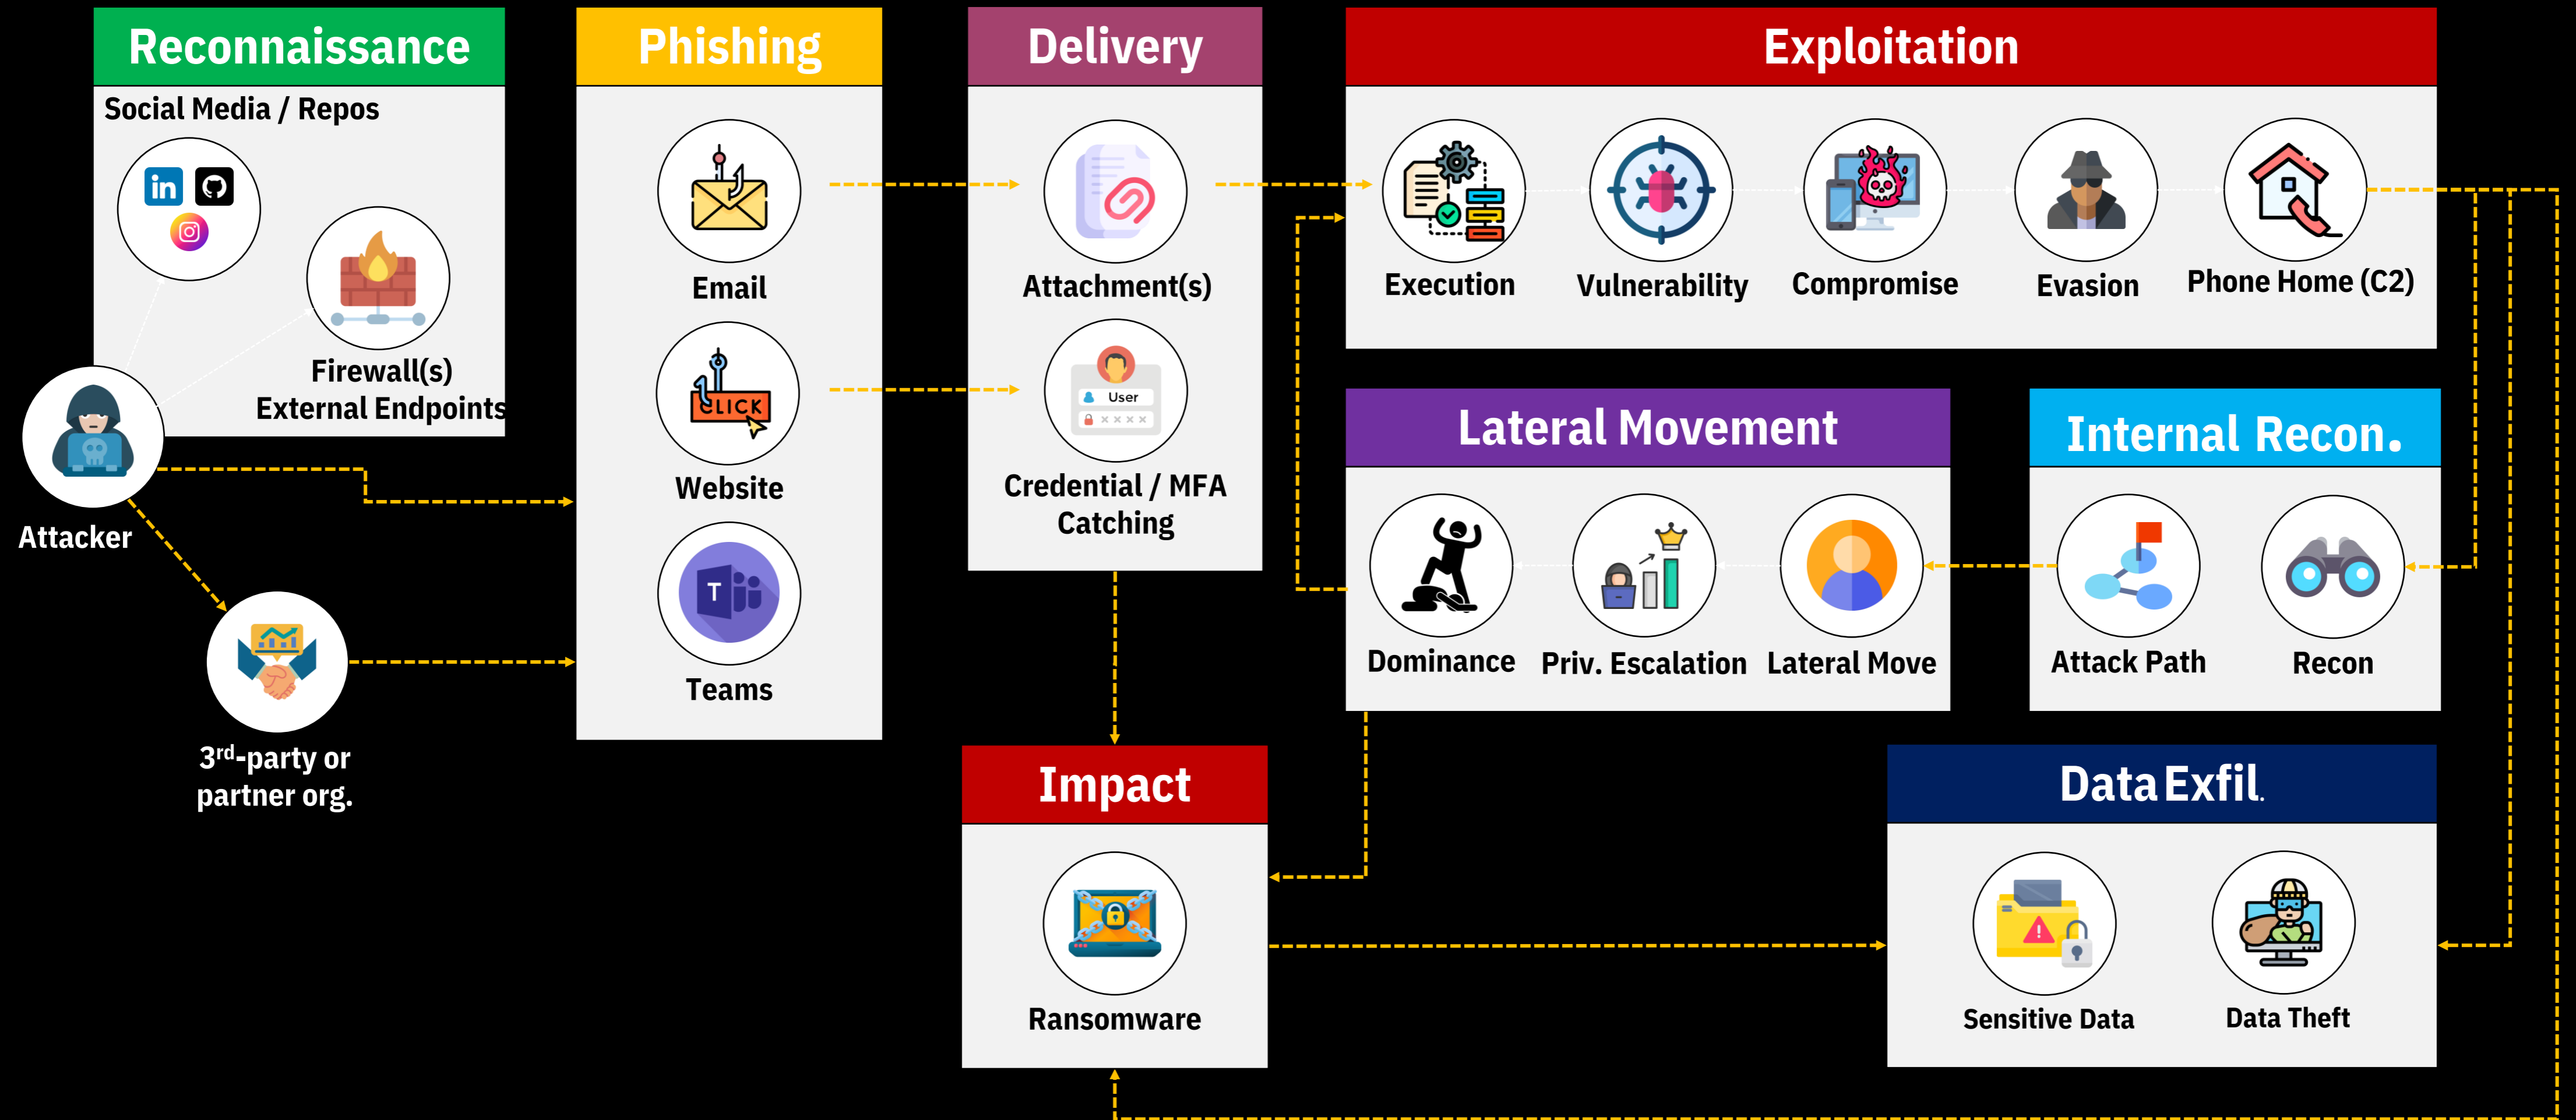 Reconnaissance
Social Media / Repos
in
Firewall(s)
External Endpoints
Attacker
3rd-party or
partner org.
Phishing
Email
CLICK
Website
T
Teams
Delivery
Attachment(s)
User
××××
Credential / MFA
Catching
Exploitation
Execution
Vulnerability
Compromise
Evasion
Phone Home (C2)
Lateral Movement
Dominance
Priv. Escalation
Lateral Move
Internal Recon.
Attack Path
Recon
Impact
Ransomware
Data Exfil.
Sensitive Data
Data Theft